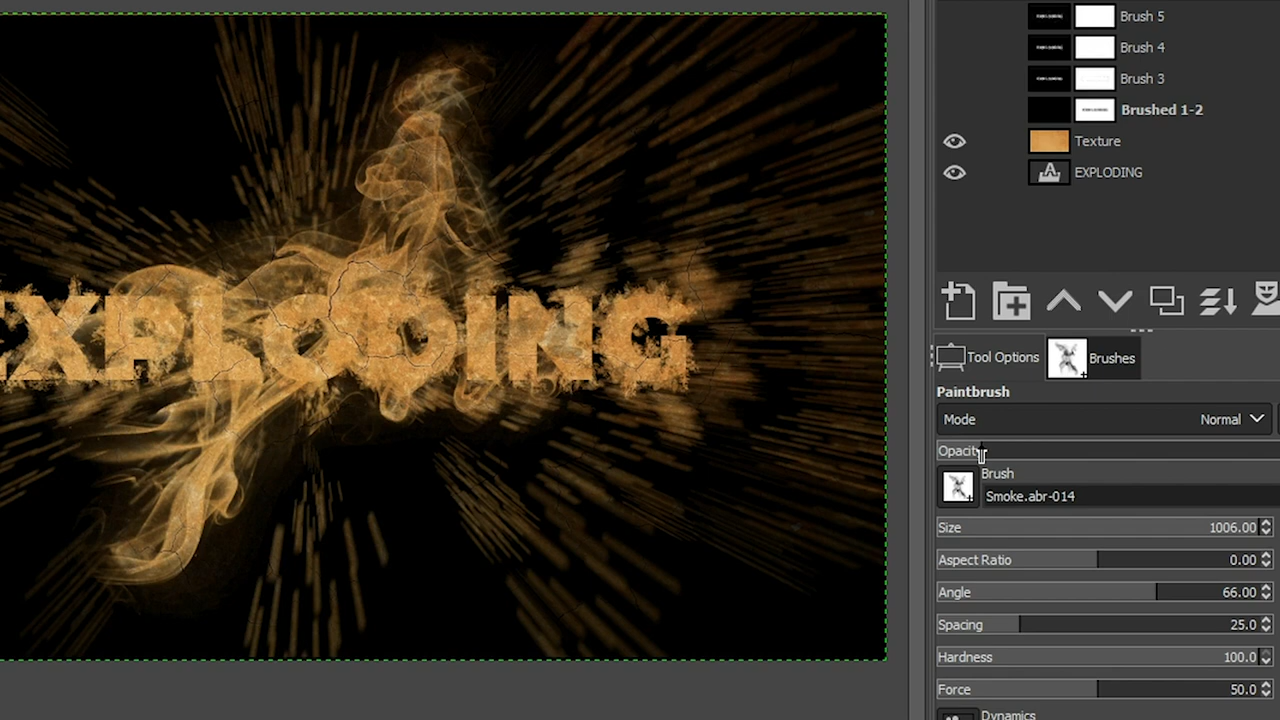 Brush 5
Brush 4
Brush 3
Brushed 1-2
Texture
EXPLODING
EXPLODING
Tool Options
Brushes
Paintbrush
Mode Normal
Opacity
Brush
Smoke.abr-014
Size 1006.00
Aspect Ratio 0.00
Angle 66.00
Spacing 25.0
Hardness 100.0
Force 50.0
Dynamics